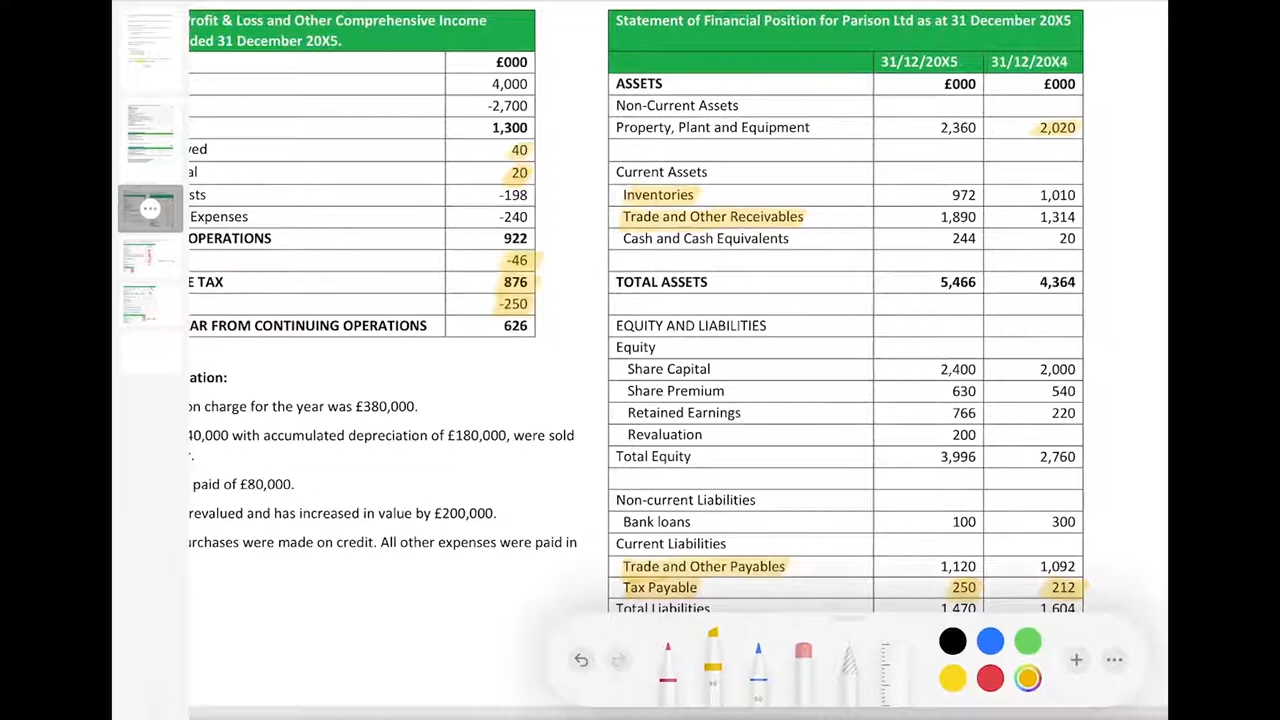 rofit & Loss and Other Comprehensive Income
ded 31 December 20X5.
£000
4,000
-2,700
1,300
ved 40
al 20
sts -198
Expenses -240
OPERATIONS 922
-46
E TAX 876
-250
AR FROM CONTINUING OPERATIONS 626
ation:
on charge for the year was £380,000.
40,000 with accumulated depreciation of £180,000, were sold
r.
paid of £80,000.
revalued and has increased in value by £200,000.
urchases were made on credit. All other expenses were paid in
Statement of Financial Position for Parison Ltd as at 31 December 20X5
31/12/20X5 31/12/20X4
ASSETS £000 £000
Non-Current Assets
Property, Plant and Equipment 2,360 2,020
Current Assets
Inventories 972 1,010
Trade and Other Receivables 1,890 1,314
Cash and Cash Equivalents 244 20
TOTAL ASSETS 5,466 4,364
EQUITY AND LIABILITIES
Equity
Share Capital 2,400 2,000
Share Premium 630 540
Retained Earnings 766 220
Revaluation 200
Total Equity 3,996 2,760
Non-current Liabilities
Bank loans 100 300
Current Liabilities
Trade and Other Payables 1,120 1,092
Tax Payable 250 212
Total Liabilities 1,470 1,604